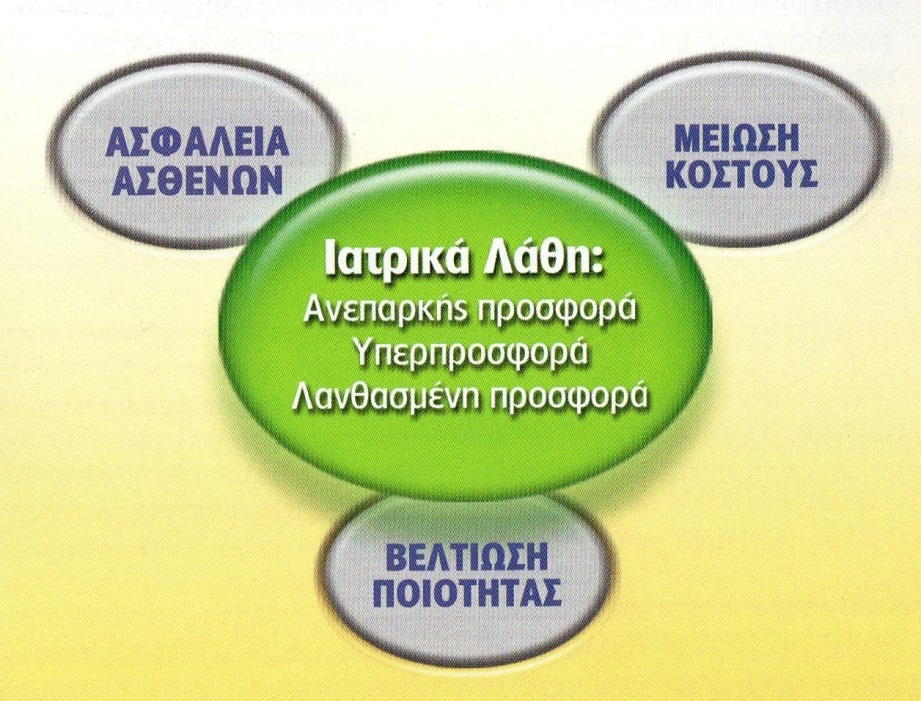 ΑΣΦΑΛΕΙΑ
ΑΣΘΕΝΩΝ
ΜΕΙΩΣΗ
ΚΟΣΤΟΥΣ
Ιατρικά Λάθη:
Ανεπαρκής προσφορά
Υπερπροσφορά
Λανθασμένη προσφορά
ΒΕΛΤΙΩΣΗ
ΠΟΙΟΤΗΤΑΣ